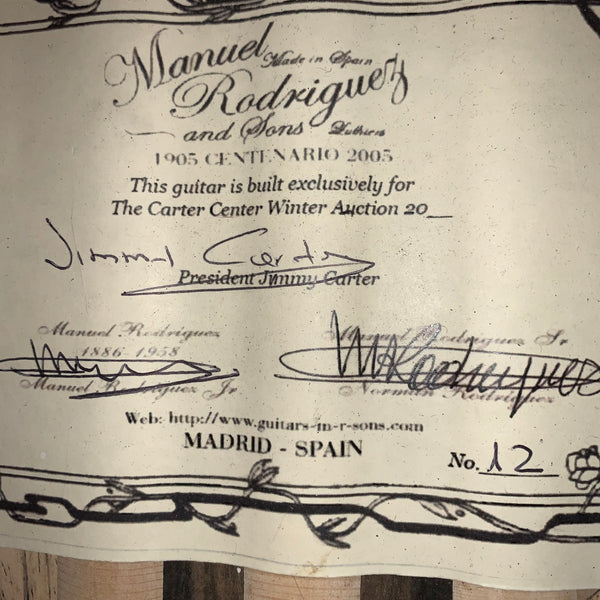 Manuel Made in Spain
Rodriguez
and Sons Luthiers
1905 CENTENARIO 2005
This guitar is built exclusively for
The Carter Center Winter Auction 20__
Jimmy Carter
President Jimmy Carter
Manuel Rodriguez Manuel Rodriguez Sr
1886-1958
Manuel Rodriguez Jr Norman Rodriguez
Web: http://www.guitars-m-r-sons.com
MADRID - SPAIN
No. 12